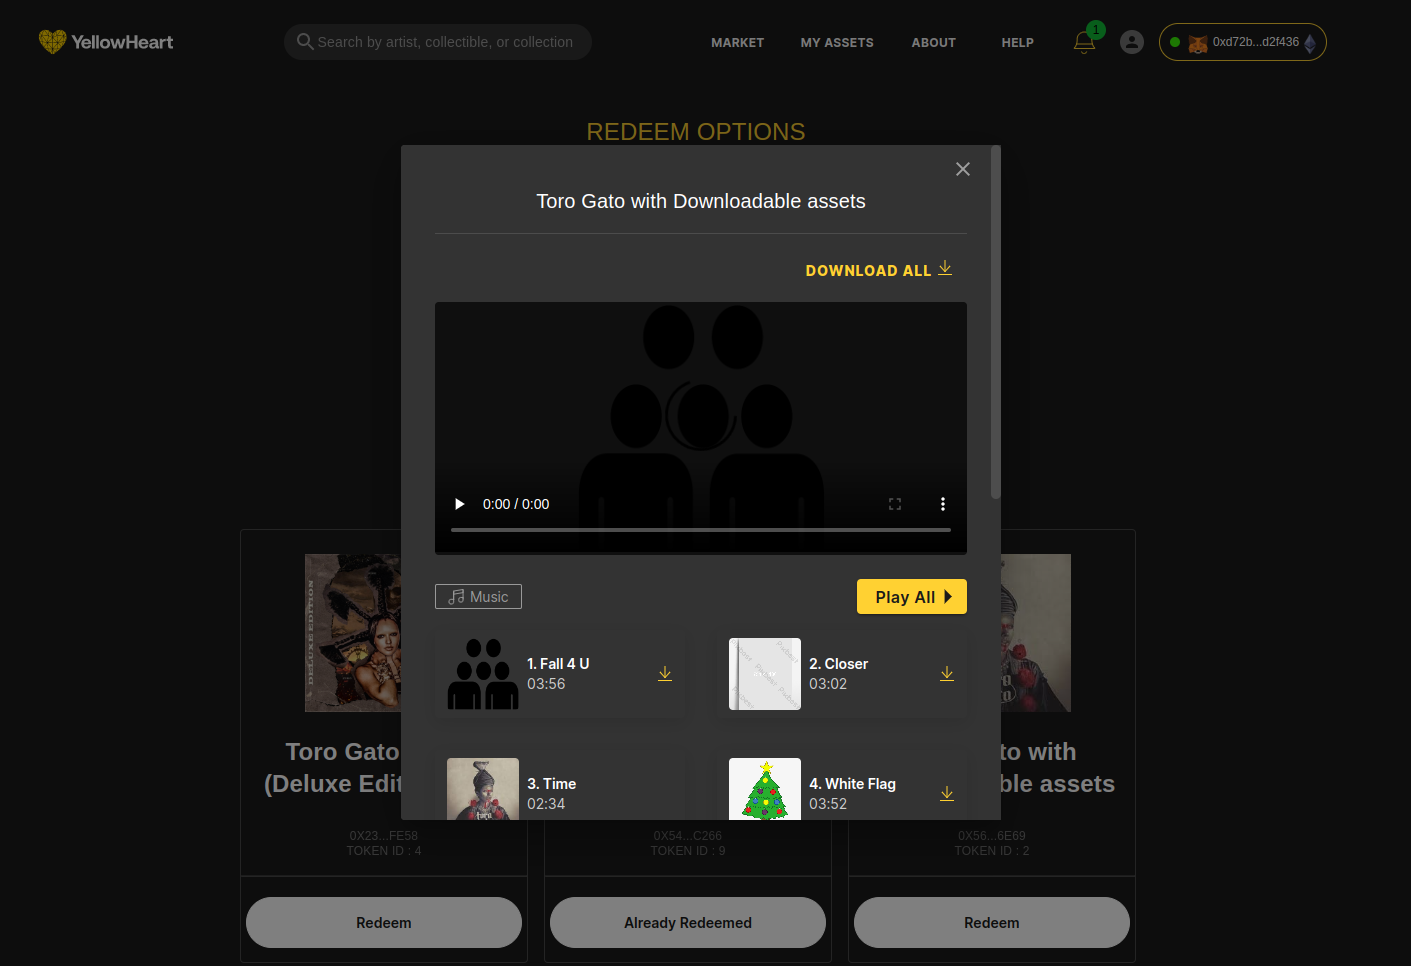 YellowHeart
Search by artist, collectible, or collection
MARKET
MY ASSETS
ABOUT
HELP
1
0xd72b...d2f436
REDEEM OPTIONS
Toro Gato with Downloadable assets
DOWNLOAD ALL
0:00 / 0:00
Music
Play All
1. Fall 4 U
03:56
2. Closer
03:02
3. Time
02:34
4. White Flag
03:52
DELUXE EDITION
Toro Gato
(Deluxe Edit
to with
ble assets
0X23...FE58
TOKEN ID : 4
0X54...C266
TOKEN ID : 9
0X56...6E69
TOKEN ID : 2
Redeem
Already Redeemed
Redeem